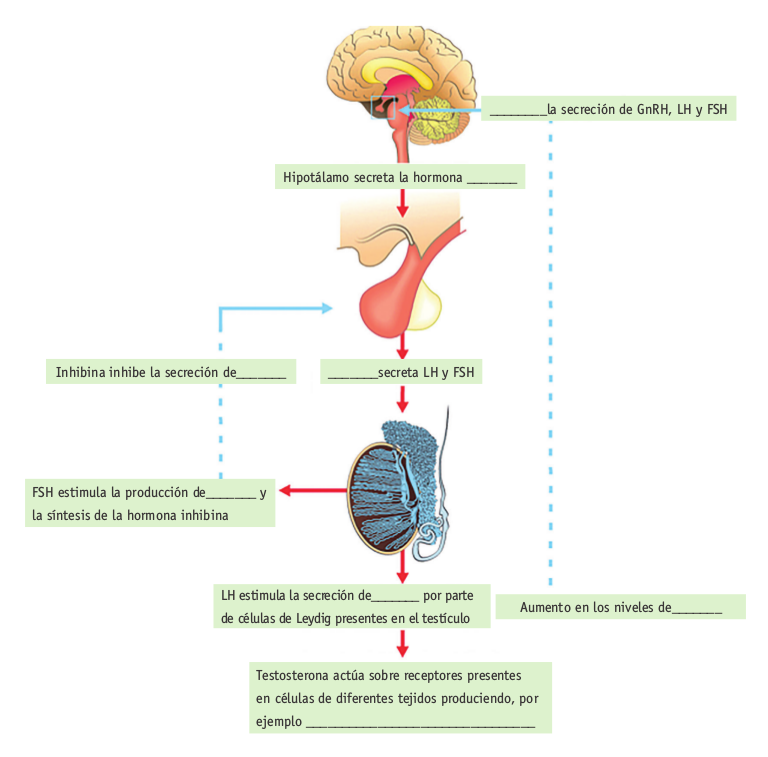 ________la secreción de GnRH, LH y FSH
Hipotálamo secreta la hormona _______
Inhibina inhibe la secreción de_______
_______secreta LH y FSH
FSH estimula la producción de_______ y
la síntesis de la hormona inhibina
LH estimula la secreción de_______ por parte
de células de Leydig presentes en el testículo
Aumento en los niveles de_______
Testosterona actúa sobre receptores presentes
en células de diferentes tejidos produciendo, por
ejemplo ________________________________